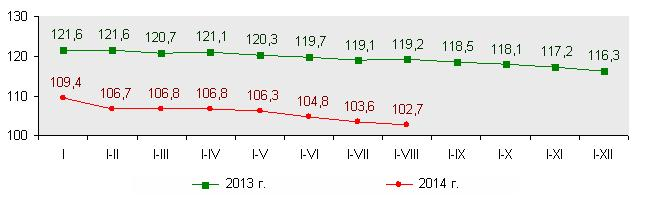 130
120
110
100
121,6 121,6 120,7 121,1 120,3 119,7 119,1 119,2 118,5 118,1 117,2 116,3
109,4 106,7 106,8 106,8 106,3 104,8 103,6 102,7
I I-II I-III I-IV I-V I-VI I-VII I-VIII I-IX I-X I-XI I-XII
2013 г. 2014 г.